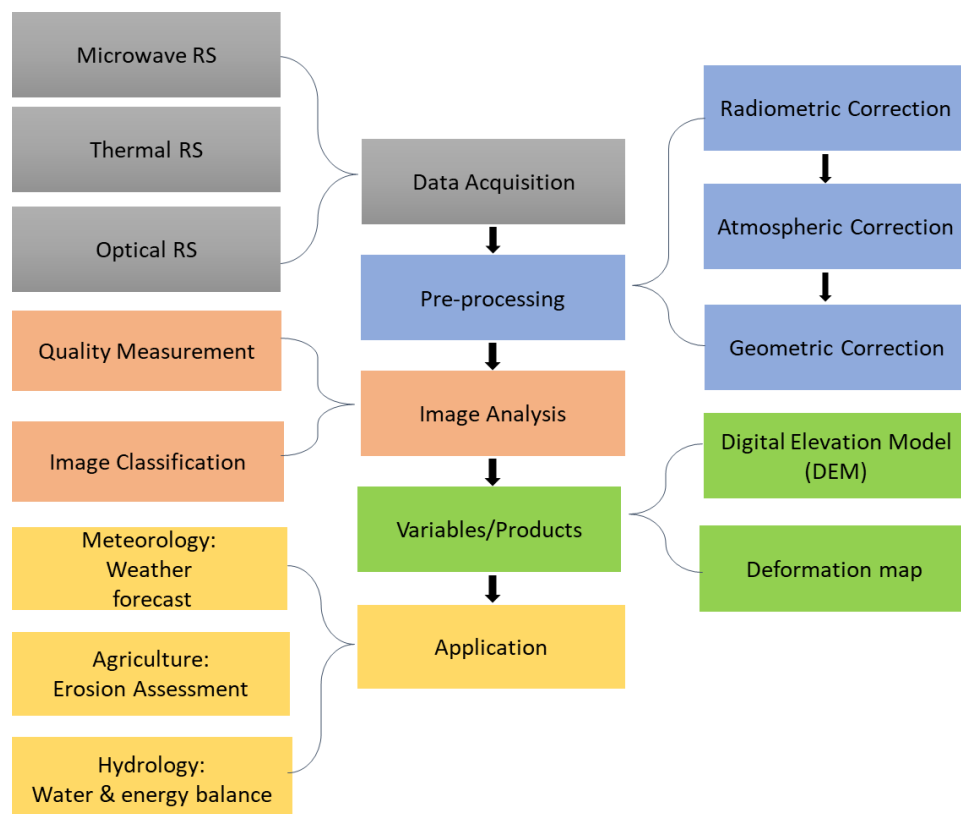 Microwave RS
Thermal RS
Optical RS
Data Acquisition
Radiometric Correction
Atmospheric Correction
Geometric Correction
Pre-processing
Quality Measurement
Image Classification
Image Analysis
Digital Elevation Model
(DEM)
Deformation map
Variables/Products
Meteorology:
Weather
forecast
Agriculture:
Erosion Assessment
Hydrology:
Water & energy balance
Application